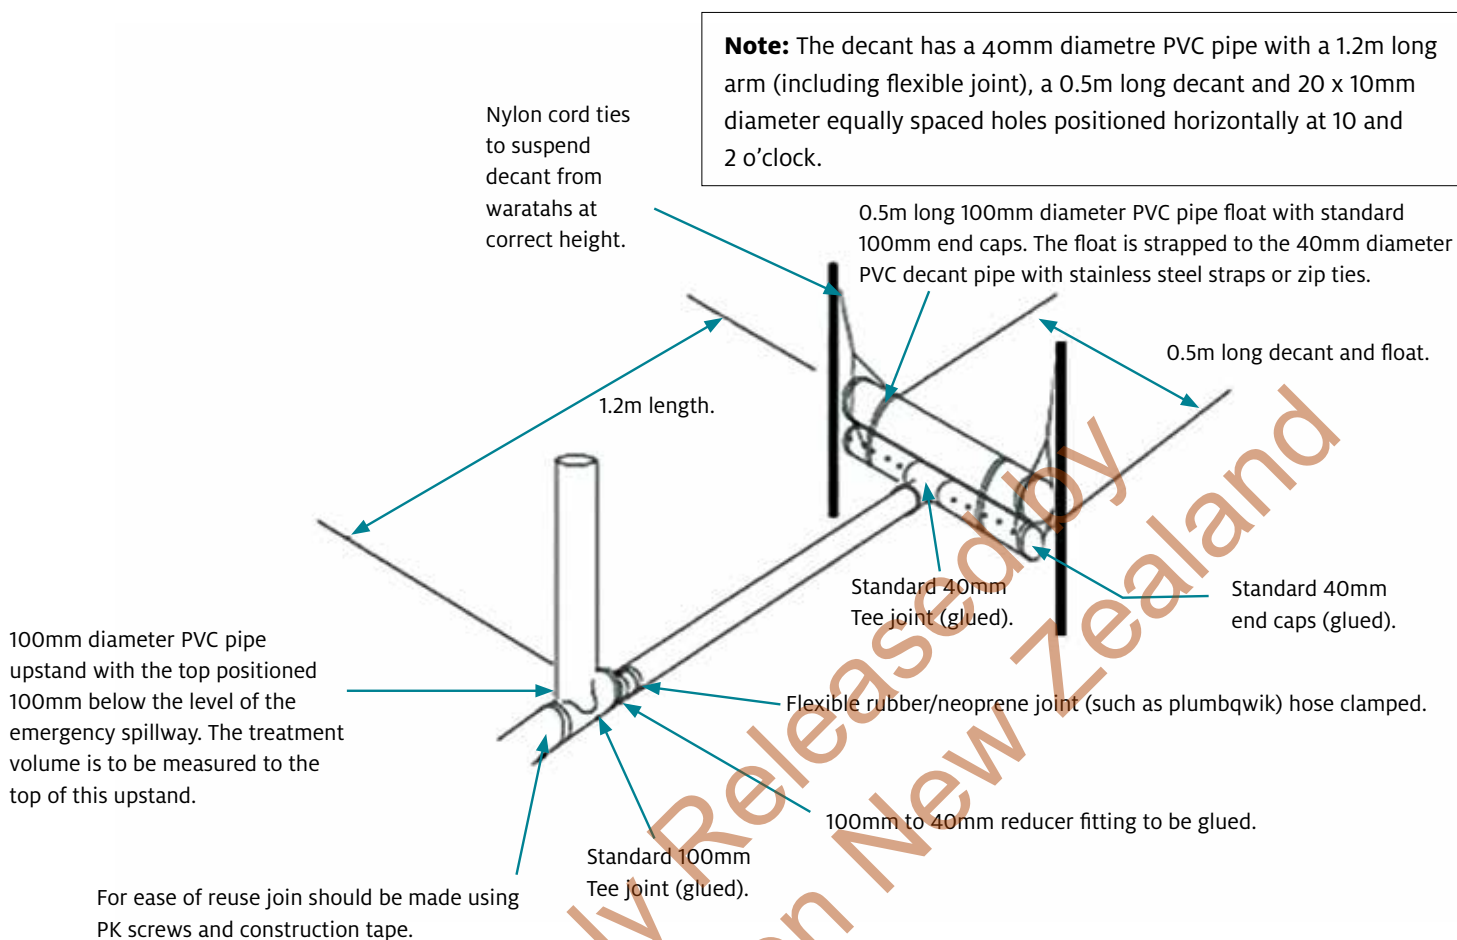 Note: The decant has a 40mm diametre PVC pipe with a 1.2m long
arm (including flexible joint), a 0.5m long decant and 20 x 10mm
diameter equally spaced holes positioned horizontally at 10 and
2 o'clock.
Nylon cord ties
to suspend
decant from
waratahs at
correct height.
0.5m long 100mm diameter PVC pipe float with standard
100mm end caps. The float is strapped to the 40mm diameter
PVC decant pipe with stainless steel straps or zip ties.
0.5m long decant and float.
1.2m length.
Standard 40mm
Tee joint (glued).
Standard 40mm
end caps (glued).
100mm diameter PVC pipe
upstand with the top positioned
100mm below the level of the
emergency spillway. The treatment
volume is to be measured to the
top of this upstand.
Flexible rubber/neoprene joint (such as plumbqwik) hose clamped.
100mm to 40mm reducer fitting to be glued.
Standard 100mm
Tee joint (glued).
For ease of reuse join should be made using
PK screws and construction tape.
ly Released by
en New Zealand